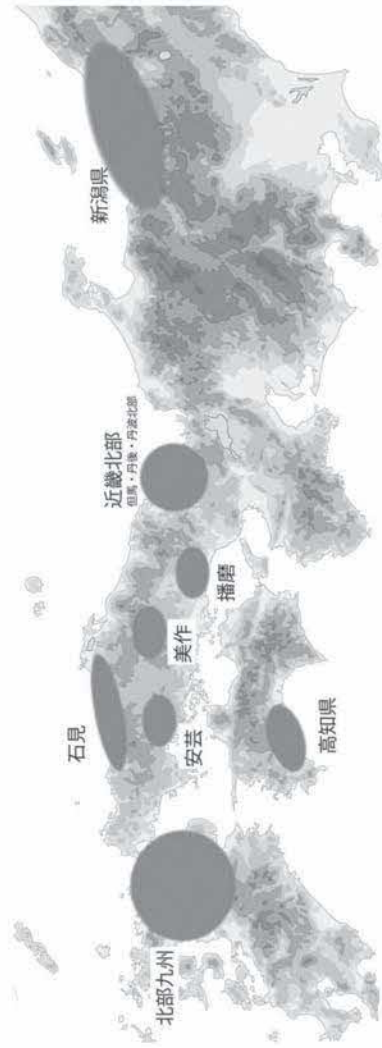 新潟県
近畿北部
但馬・丹後・丹波北部
播磨
美作
石見
安芸
高知県
北部九州